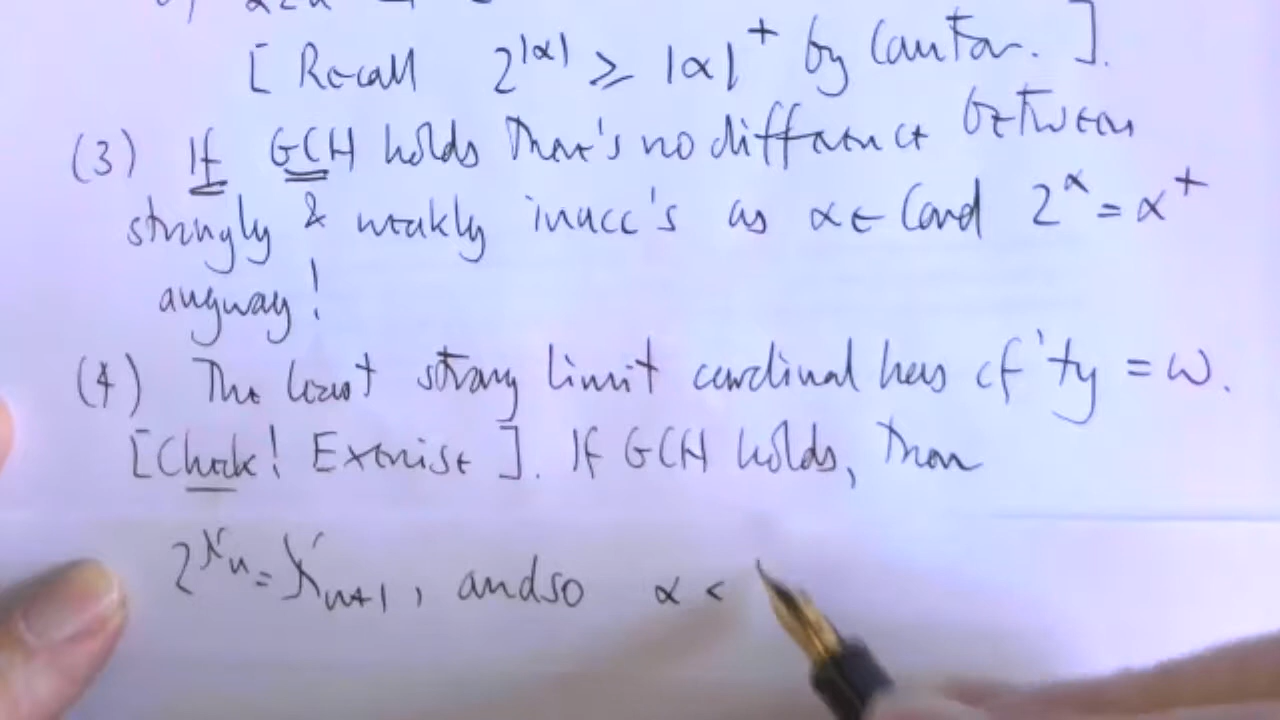 [ Recall 2^|α| ⩾ |α|^+ by Cantor. ].
(3) If GCH holds there's no difference between
strongly & weakly inacc's as α ∈ Card 2^α = α^+
anyway!
(4) The least strong limit cardinal has cf'ty = ω.
[Check! Exercise ]. If GCH holds, then
2^ℵn = ℵn+1 , and so α <